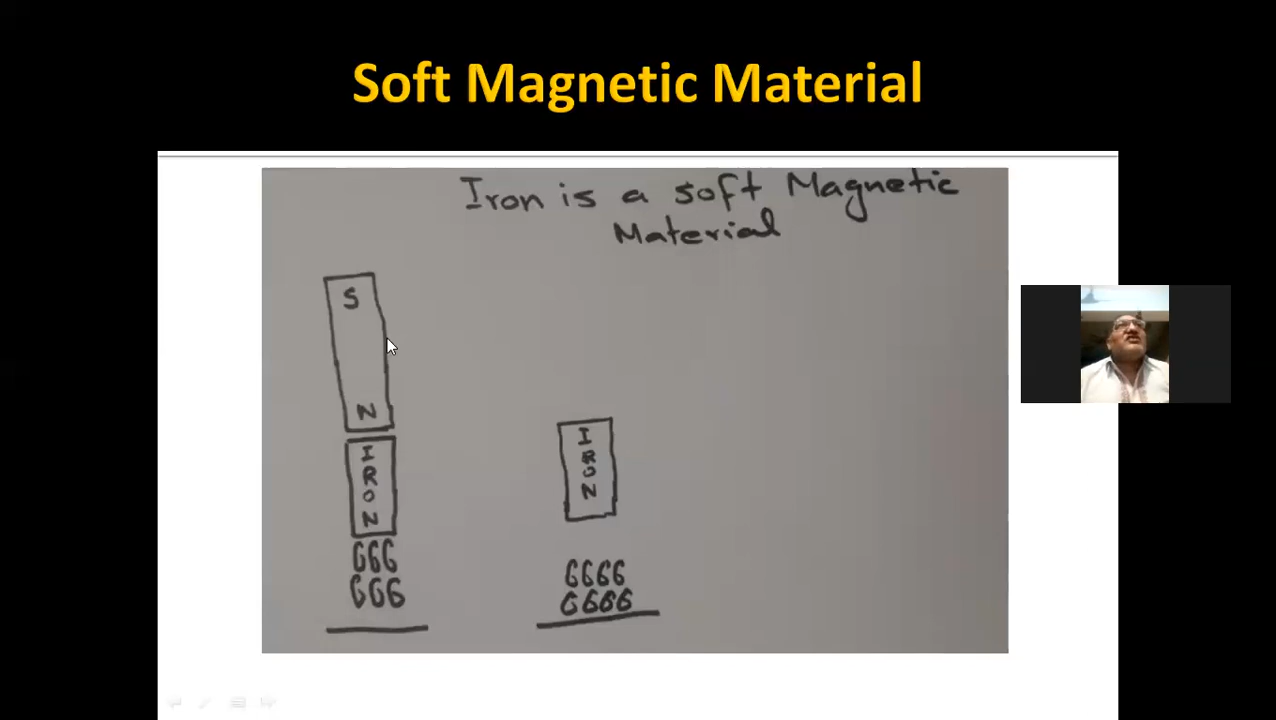 Soft Magnetic Material
Iron is a soft Magnetic
Material
S
N
IRON
IRON